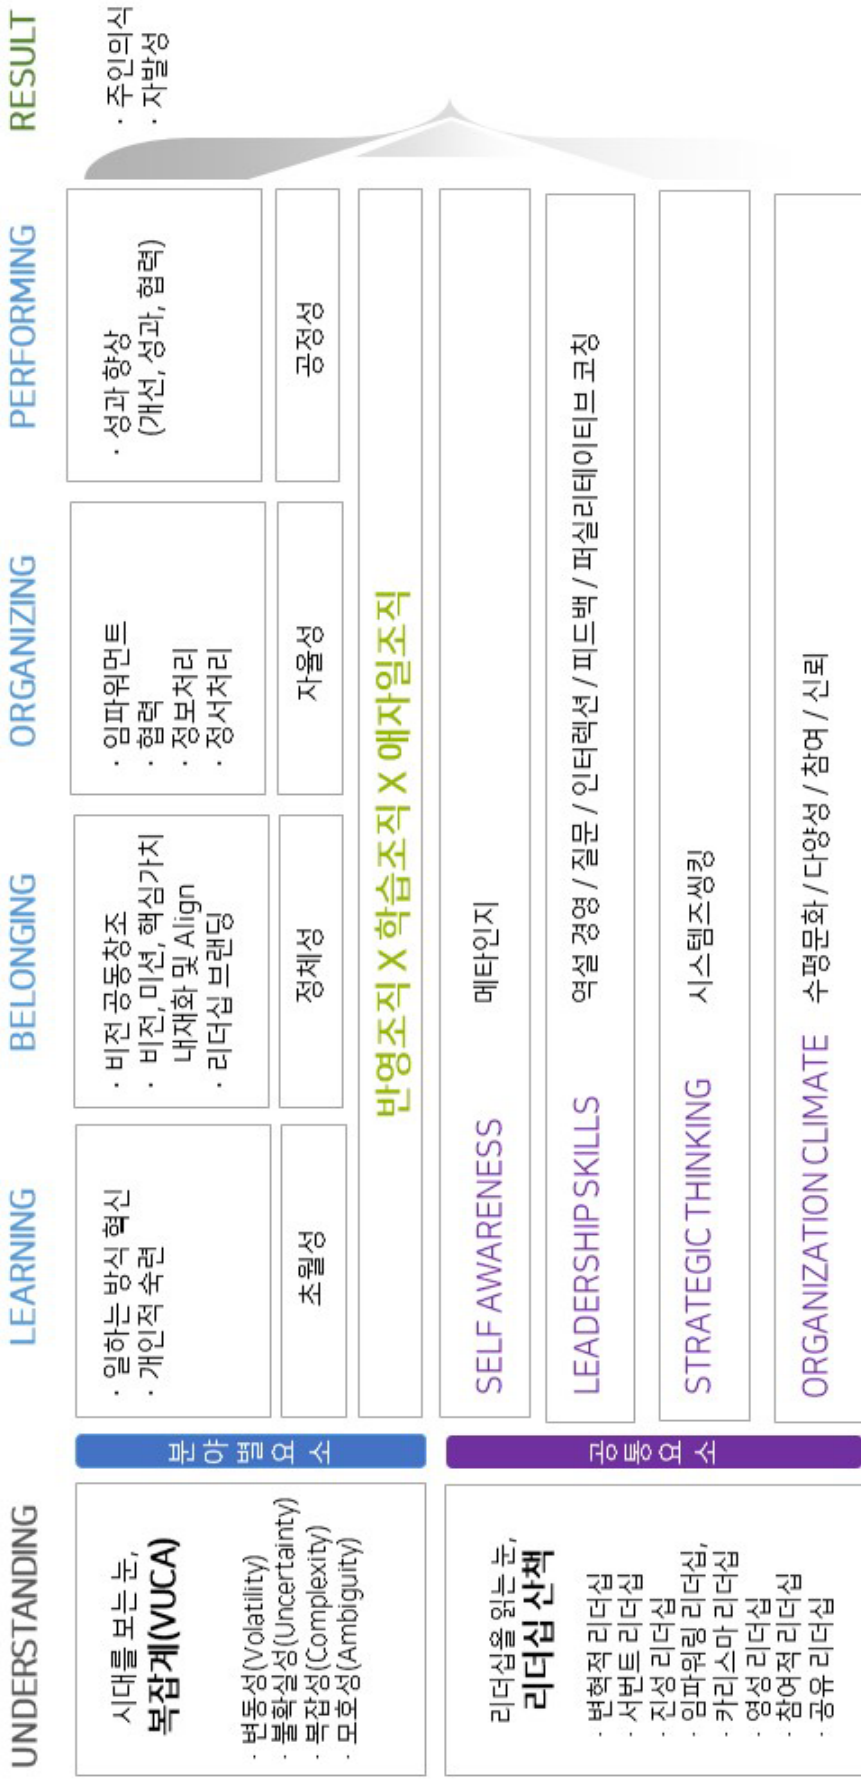 UNDERSTANDING
시대를 보는 눈,
복잡계(VUCA)
· 변동성(Volatility)
· 불확실성(Uncertainty)
· 복잡성(Complexity)
· 모호성(Ambiguity)
리더십을 읽는 눈,
리더십 산책
· 변혁적 리더십
· 서번트 리더십
· 진성 리더십
· 임파워링 리더십,
· 카리스마 리더십
· 영성 리더십
· 참여적 리더십
· 공유 리더십
분야별요소
공통요소
LEARNING
· 일하는 방식 혁신
· 개인적 숙련
초월성
BELONGING
· 비전 공동창조
· 비전, 미션, 핵심가치
내재화 및 Align
· 리더십 브랜딩
정체성
ORGANIZING
· 임파워먼트
· 협력
· 정보처리
· 정서처리
자율성
PERFORMING
· 성과 향상
(개선, 성과, 협력)
공정성
RESULT
· 주인의식
· 자발성
반영조직 X 학습조직 X 애자일조직
SELF AWARENESS 메타인지
LEADERSHIP SKILLS 역설 경영 / 질문 / 인터렉션 / 피드백 / 퍼실리테이티브 코칭
STRATEGIC THINKING 시스템즈씽킹
ORGANIZATION CLIMATE 수평문화 / 다양성 / 참여 / 신뢰